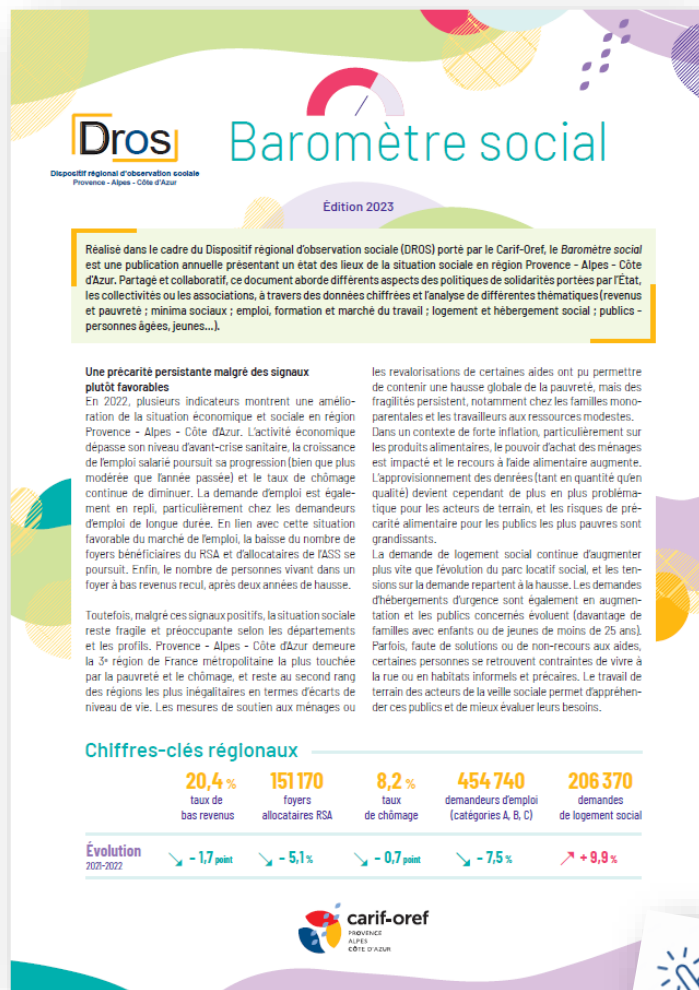 Dros
Dispositif régional d'observation sociale
Provence - Alpes - Côte d'Azur
Baromètre social
Édition 2023
Réalisé dans le cadre du Dispositif régional d'observation sociale (DROS) porté par le Carif-Oref, le Baromètre social
est une publication annuelle présentant un état des lieux de la situation sociale en région Provence - Alpes - Côte
d'Azur. Partagé et collaboratif, ce document aborde différents aspects des politiques de solidarités portées par l'État,
les collectivités ou les associations, à travers des données chiffrées et l'analyse de différentes thématiques (revenus
et pauvreté ; minima sociaux ; emploi, formation et marché du travail ; logement et hébergement social ; publics -
personnes âgées, jeunes...).
Une précarité persistante malgré des signaux
plutôt favorables
En 2022, plusieurs indicateurs montrent une amélio-
ration de la situation économique et sociale en région
Provence - Alpes - Côte d'Azur. L'activité économique
dépasse son niveau d'avant-crise sanitaire, la croissance
de l'emploi salarié poursuit sa progression (bien que plus
modérée que l'année passée) et le taux de chômage
continue de diminuer. La demande d'emploi est égale-
ment en repli, particulièrement chez les demandeurs
d'emploi de longue durée. En lien avec cette situation
favorable du marché de l'emploi, la baisse du nombre de
foyers bénéficiaires du RSA et d'allocataires de l'ASS se
poursuit. Enfin, le nombre de personnes vivant dans un
foyer à bas revenus recul, après deux années de hausse.
Toutefois, malgré ces signaux positifs, la situation sociale
reste fragile et préoccupante selon les départements
et les profils. Provence - Alpes - Côte d'Azur demeure
la 3e région de France métropolitaine la plus touchée
par la pauvreté et le chômage, et reste au second rang
des régions les plus inégalitaires en termes d'écarts de
niveau de vie. Les mesures de soutien aux ménages ou
les revalorisations de certaines aides ont pu permettre
de contenir une hausse globale de la pauvreté, mais des
fragilités persistent, notamment chez les familles mono-
parentales et les travailleurs aux ressources modestes.
Dans un contexte de forte inflation, particulièrement sur
les produits alimentaires, le pouvoir d'achat des ménages
est impacté et le recours à l'aide alimentaire augmente.
L'approvisionnement des denrées (tant en quantité qu'en
qualité) devient cependant de plus en plus probléma-
tique pour les acteurs de terrain, et les risques de pré-
carité alimentaire pour les publics les plus pauvres sont
grandissants.
La demande de logement social continue d'augmenter
plus vite que l'évolution du parc locatif social, et les ten-
sions sur la demande repartent à la hausse. Les demandes
d'hébergements d'urgence sont également en augmen-
tation et les publics concernés évoluent (davantage de
familles avec enfants ou de jeunes de moins de 25 ans).
Parfois, faute de solutions ou de non-recours aux aides,
certaines personnes se retrouvent contraintes de vivre à
la rue ou en habitats informels et précaires. Le travail de
terrain des acteurs de la veille sociale permet d'appréhen-
der ces publics et de mieux évaluer leurs besoins.
Chiffres-clés régionaux
20,4 % 151 170 8,2 % 454 740 206 370
taux de foyers taux demandeurs d'emploi demandes
bas revenus allocataires RSA de chômage (catégories A, B, C) de logement social
Évolution
2021-2022
- 1,7 point - 5,1 % - 0,7 point - 7,5 % + 9,9 %
carif-oref
PROVENCE
ALPES
CÔTE D'AZUR